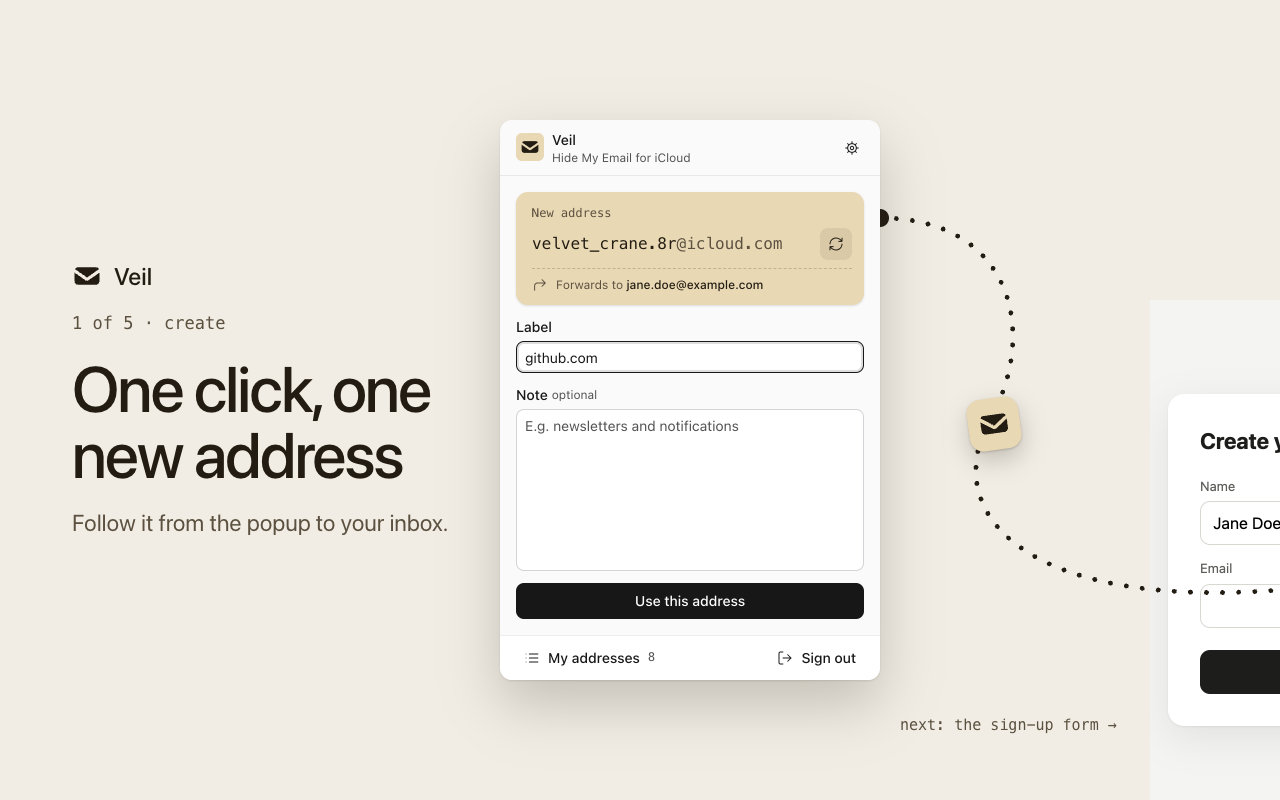 Veil
1 of 5 · create
One click, one
new address
Follow it from the popup to your inbox.
Veil
Hide My Email for iCloud
New address
velvet_crane.8r@icloud.com
Forwards to jane.doe@example.com
Label
github.com
Note optional
E.g. newsletters and notifications
Use this address
My addresses 8
Sign out
next: the sign-up form →
Create y
Name
Jane Doe
Email